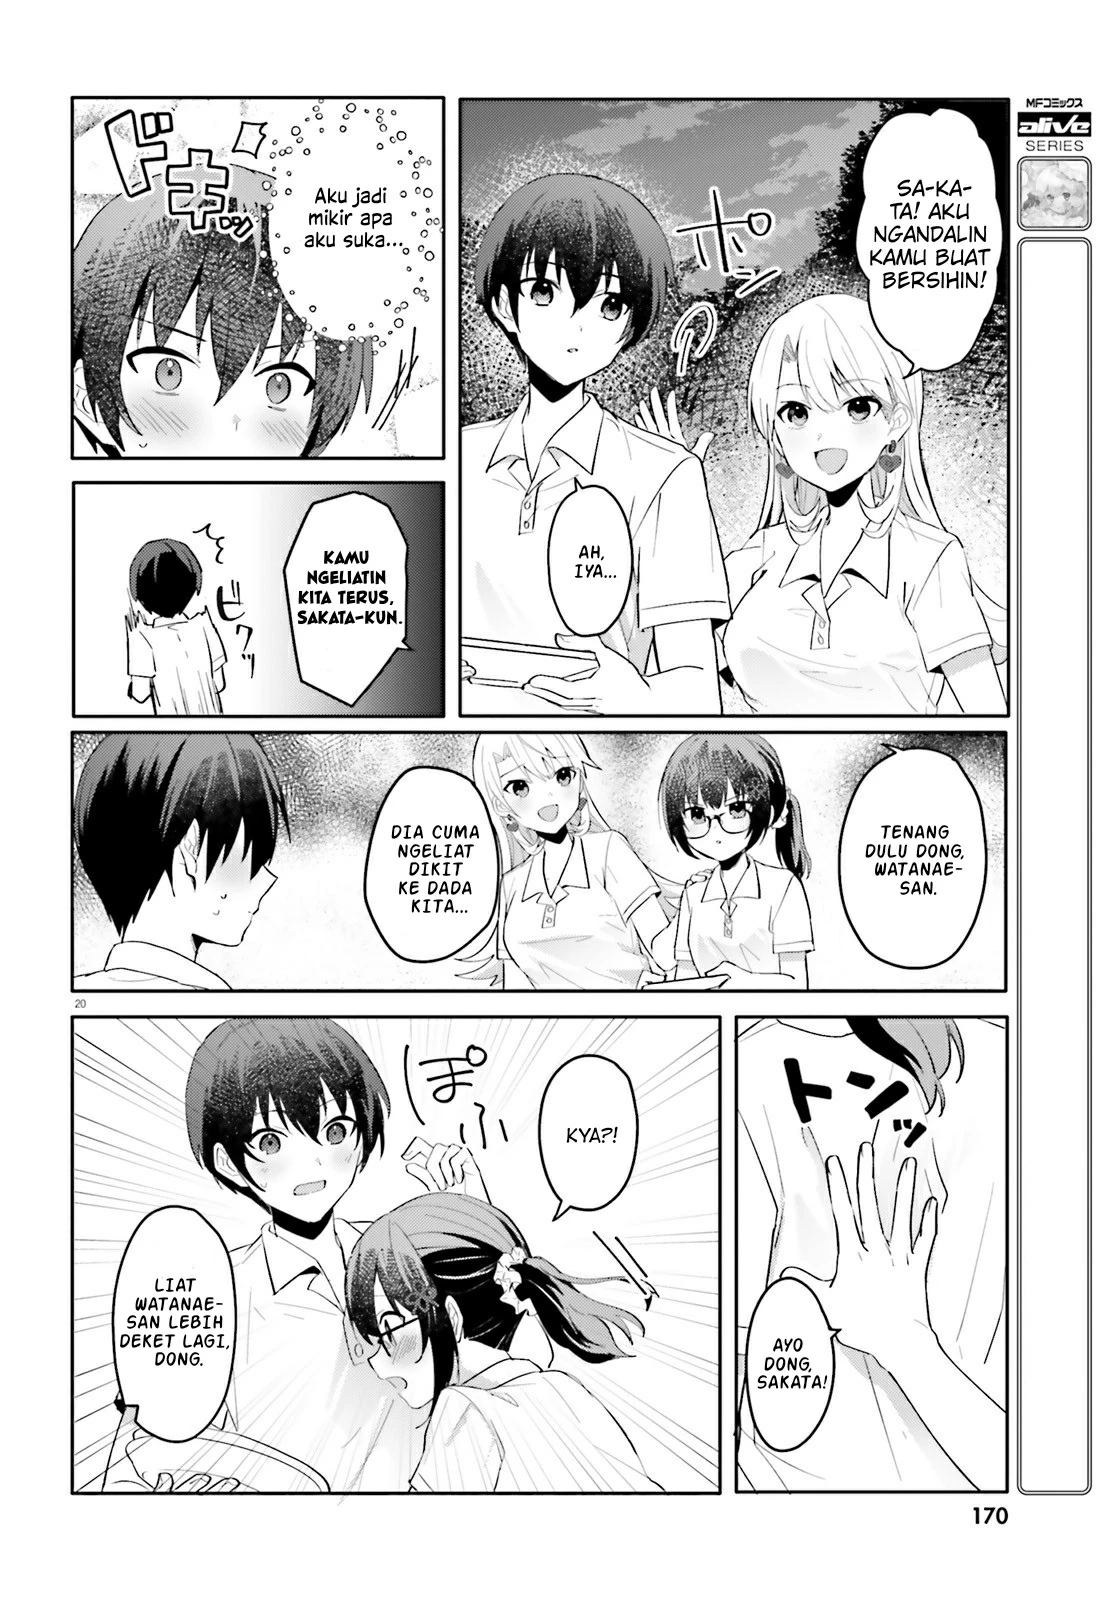 MFコミックス
alive
SERIES
SA-KA-
TA! AKU
NGANDALIN
KAMU BUAT
BERSIHIN!
ポン
AH,
IYA...
ドキ
Aku jadi
mikir apa
aku suka...
KAMU
NGELIATIN
KITA TERUS,
SAKATA-KUN.
ビクッ
TENANG
DULU DONG,
WATANAE-
SAN.
DIA CUMA
NGELIAT
DIKIT
KE DADA
KITA...
20
トンッ
AYO
DONG,
SAKATA!
KYA?!
ぽふ
LIAT
WATANAE-
SAN LEBIH
DEKET LAGI,
DONG.
170